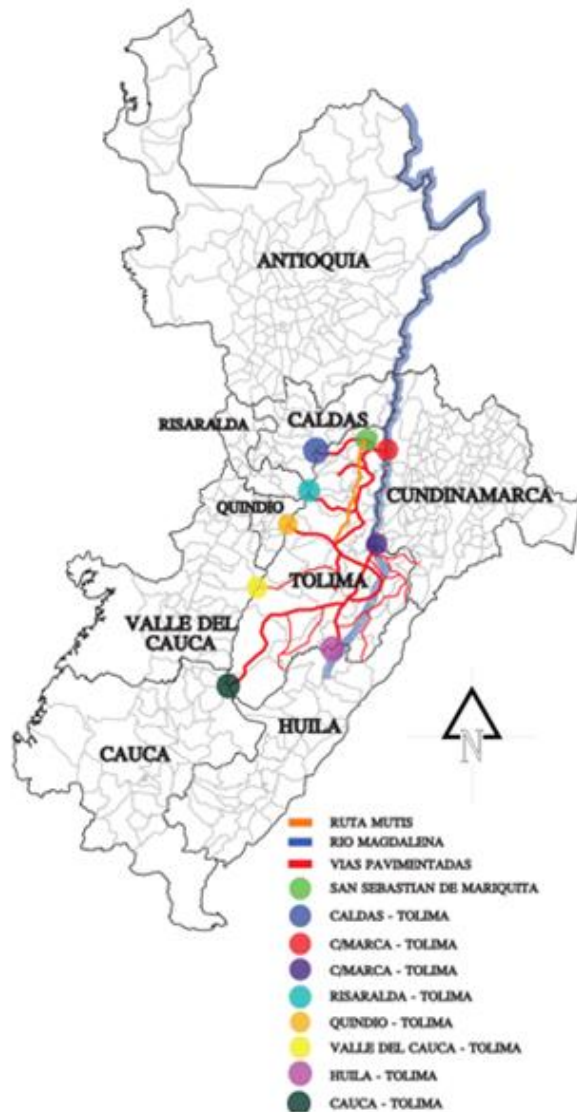 ANTIOQUIA
CALDAS
RISARALDA
CUNDINAMARCA
QUINDIO
TOLIMA
VALLE DEL
CAUCA
HUILA
CAUCA
N
RUTA MUTIS
RIO MAGDALENA
VIAS PAVIMENTADAS
SAN SEBASTIAN DE MARIQUITA
CALDAS - TOLIMA
C/MARCA - TOLIMA
C/MARCA - TOLIMA
RISARALDA - TOLIMA
QUINDIO - TOLIMA
VALLE DEL CAUCA - TOLIMA
HUILA - TOLIMA
CAUCA - TOLIMA